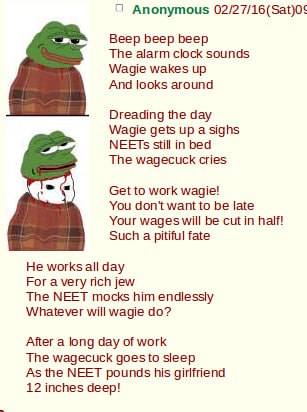 Anonymous 02/27/16(Sat)09
Beep beep beep
The alarm clock sounds
Wagie wakes up
And looks around
Dreading the day
Wagie gets up a sighs
NEETs still in bed
The wagecuck cries
Get to work wagie!
You don't want to be late
Your wages will be cut in half!
Such a pitiful fate
He works all day
For a very rich jew
The NEET mocks him endlessly
Whatever will wagie do?
After a long day of work
The wagecuck goes to sleep
As the NEET pounds his girlfriend
12 inches deep!